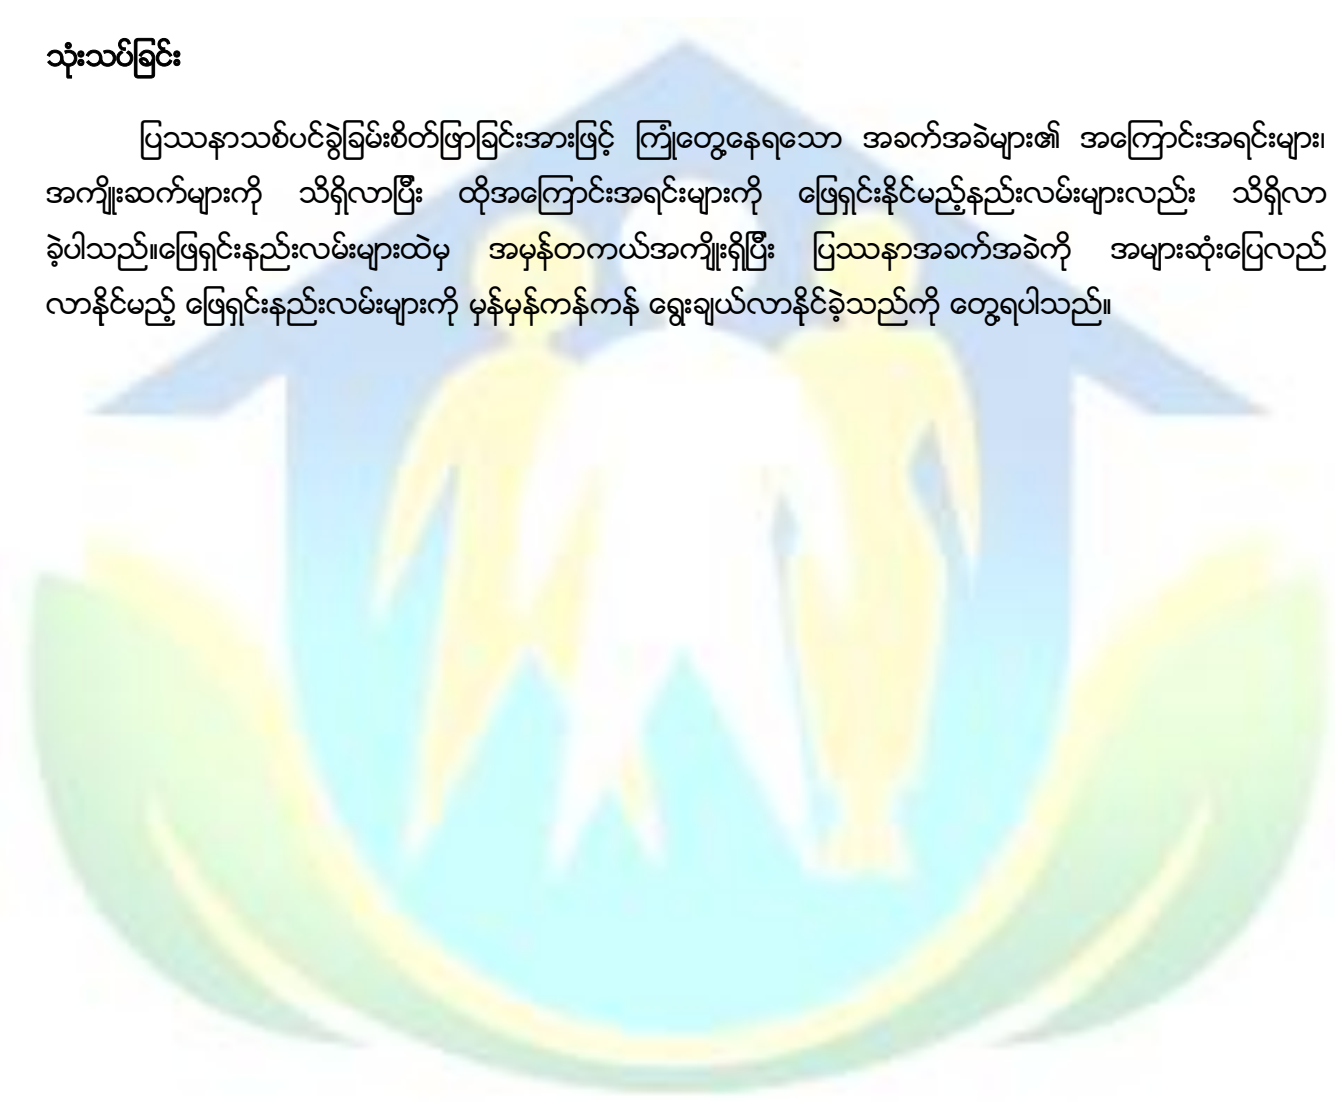 သုံးသပ်ခြင်း
ပြဿနာသစ်ပင်ခွဲခြမ်းစိတ်ဖြာခြင်းအားဖြင့် ကြုံတွေ့နေရသော အခက်အခဲများ၏ အကြောင်းအရင်းများ၊
အကျိုးဆက်များကို သိရှိလာပြီး ထိုအကြောင်းအရင်းများကို ဖြေရှင်းနိုင်မည့်နည်းလမ်းများလည်း သိရှိလာ
ခဲ့ပါသည်။ဖြေရှင်းနည်းလမ်းများထဲမှ အမှန်တကယ်အကျိုးရှိပြီး ပြဿနာအခက်အခဲကို အများဆုံးပြေလည်
လာနိုင်မည့် ဖြေရှင်းနည်းလမ်းများကို မှန်မှန်ကန်ကန် ရွေးချယ်လာနိုင်ခဲ့သည်ကို တွေ့ရပါသည်။